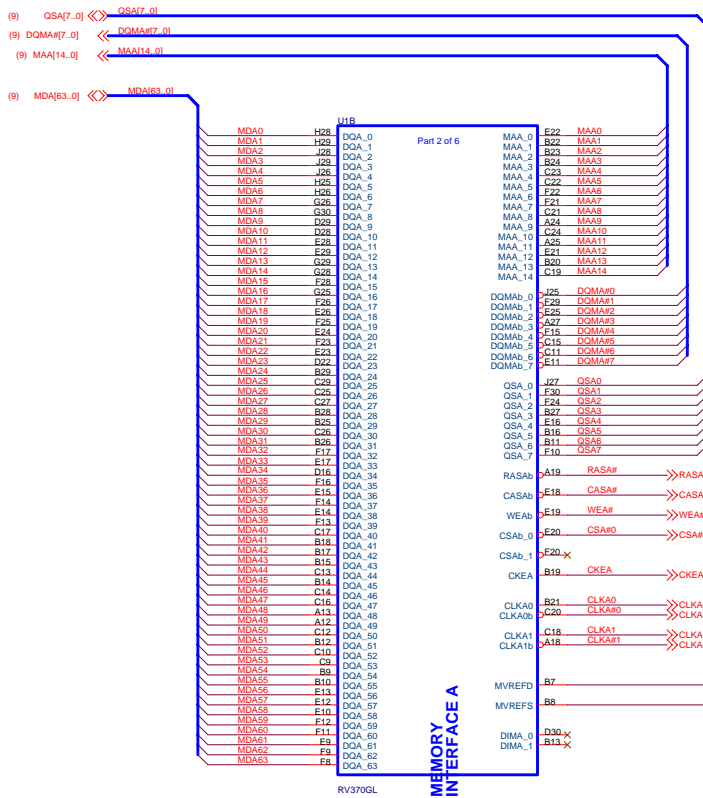 (9) QSA[7..0] QSA[7..0]
(9) DQMA#[7..0] DQMA#[7..0]
(9) MAA[14..0] MAA[14..0]
(9) MDA[63..0] MDA[63..0]
U1B
Part 2 of 6
MDA0 H28 DQA_0
MDA1 H29 DQA_1
MDA2 J28 DQA_2
MDA3 J29 DQA_3
MDA4 J26 DQA_4
MDA5 H25 DQA_5
MDA6 H26 DQA_6
MDA7 G26 DQA_7
MDA8 G30 DQA_8
MDA9 D29 DQA_9
MDA10 D28 DQA_10
MDA11 E28 DQA_11
MDA12 E29 DQA_12
MDA13 G29 DQA_13
MDA14 G28 DQA_14
MDA15 F28 DQA_15
MDA16 G25 DQA_16
MDA17 F26 DQA_17
MDA18 E26 DQA_18
MDA19 F25 DQA_19
MDA20 E24 DQA_20
MDA21 F23 DQA_21
MDA22 E23 DQA_22
MDA23 D22 DQA_23
MDA24 B29 DQA_24
MDA25 C29 DQA_25
MDA26 C25 DQA_26
MDA27 C27 DQA_27
MDA28 B28 DQA_28
MDA29 B25 DQA_29
MDA30 C26 DQA_30
MDA31 B26 DQA_31
MDA32 F17 DQA_32
MDA33 E17 DQA_33
MDA34 D16 DQA_34
MDA35 F16 DQA_35
MDA36 E15 DQA_36
MDA37 F14 DQA_37
MDA38 E14 DQA_38
MDA39 F13 DQA_39
MDA40 C17 DQA_40
MDA41 B18 DQA_41
MDA42 B17 DQA_42
MDA43 B15 DQA_43
MDA44 C13 DQA_44
MDA45 B14 DQA_45
MDA46 C14 DQA_46
MDA47 C16 DQA_47
MDA48 A13 DQA_48
MDA49 A12 DQA_49
MDA50 C12 DQA_50
MDA51 B12 DQA_51
MDA52 C10 DQA_52
MDA53 C9 DQA_53
MDA54 B9 DQA_54
MDA55 B10 DQA_55
MDA56 E13 DQA_56
MDA57 E12 DQA_57
MDA58 E10 DQA_58
MDA59 F12 DQA_59
MDA60 F11 DQA_60
MDA61 E9 DQA_61
MDA62 F9 DQA_62
MDA63 F8 DQA_63
MAA_0 E22 MAA0
MAA_1 B22 MAA1
MAA_2 B23 MAA2
MAA_3 B24 MAA3
MAA_4 C23 MAA4
MAA_5 C22 MAA5
MAA_6 F22 MAA6
MAA_7 F21 MAA7
MAA_8 C21 MAA8
MAA_9 A24 MAA9
MAA_10 C24 MAA10
MAA_11 A25 MAA11
MAA_12 E21 MAA12
MAA_13 B20 MAA13
MAA_14 C19 MAA14
DQMAb_0 J25 DQMA#0
DQMAb_1 F29 DQMA#1
DQMAb_2 E25 DQMA#2
DQMAb_3 A27 DQMA#3
DQMAb_4 F15 DQMA#4
DQMAb_5 C15 DQMA#5
DQMAb_6 C11 DQMA#6
DQMAb_7 E11 DQMA#7
QSA_0 J27 QSA0
QSA_1 F30 QSA1
QSA_2 F24 QSA2
QSA_3 B27 QSA3
QSA_4 E16 QSA4
QSA_5 B16 QSA5
QSA_6 B11 QSA6
QSA_7 F10 QSA7
RASAb A19 RASA# RASA
CASAb E18 CASA# CASA
WEAb E19 WEA# WEA#
CSAb_0 E20 CSA#0 CSA#
CSAb_1 F20
CKEA B19 CKEA CKEA
CLKA0 B21 CLKA0 CLKA
CLKA0b C20 CLKA#0 CLKA
CLKA1 C18 CLKA1 CLKA
CLKA1b A18 CLKA#1 CLKA
MVREFD B7
MVREFS B8
DIMA_0 D30
DIMA_1 B13
MEMORY
INTERFACE A
RV370GL